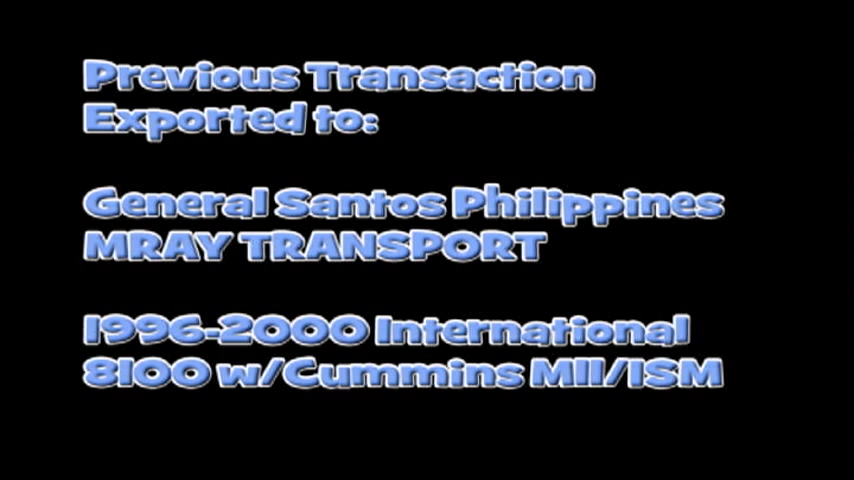 Previous Transaction
Exported to:
General Santos Philippines
MRAY TRANSPORT
1996-2000 International
8100 w/Cummins M11/ISM